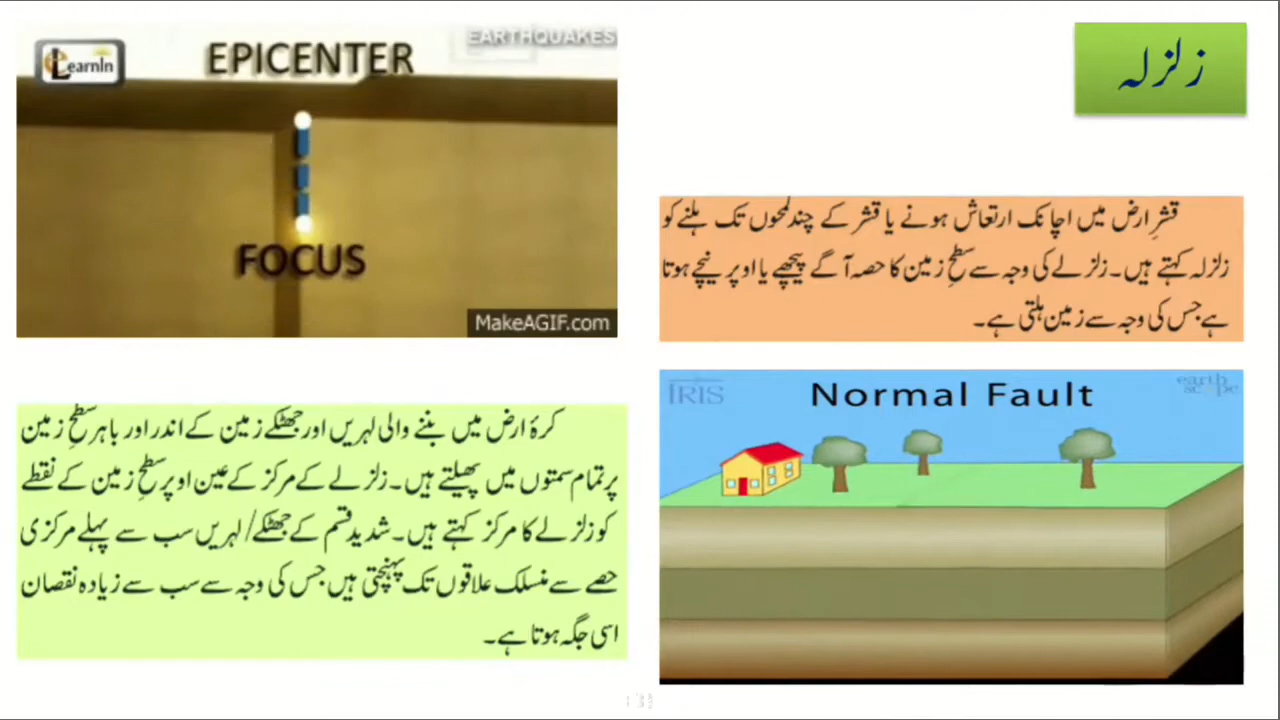 زلزلہ
LearnIn
EARTHQUAKES
EPICENTER
FOCUS
MakeAGIF.com
قشرِ ارض میں اچانک ارتعاش ہونے یا قشر کے چند لمحوں تک ہلنے کو
زلزلہ کہتے ہیں۔ زلزلے کی وجہ سے سطحِ زمین کا حصہ آگے پیچھے یا اوپر نیچے ہوتا
ہے جس کی وجہ سے زمین ہلتی ہے۔
IRIS
Normal Fault
earth
کرۂ ارض میں بننے والی لہریں اور جھٹکے زمین کے اندر اور باہر سطحِ زمین
پر تمام سمتوں میں پھیلتے ہیں۔ زلزلے کے مرکز کے عین اوپر سطحِ زمین کے نقطے
کو زلزلے کا مرکز کہتے ہیں۔ شدید قسم کے جھٹکے/لہریں سب سے پہلے مرکزی
حصے سے منسلک علاقوں تک پہنچتی ہیں جس کی وجہ سے سب سے زیادہ نقصان
اسی جگہ ہوتا ہے۔